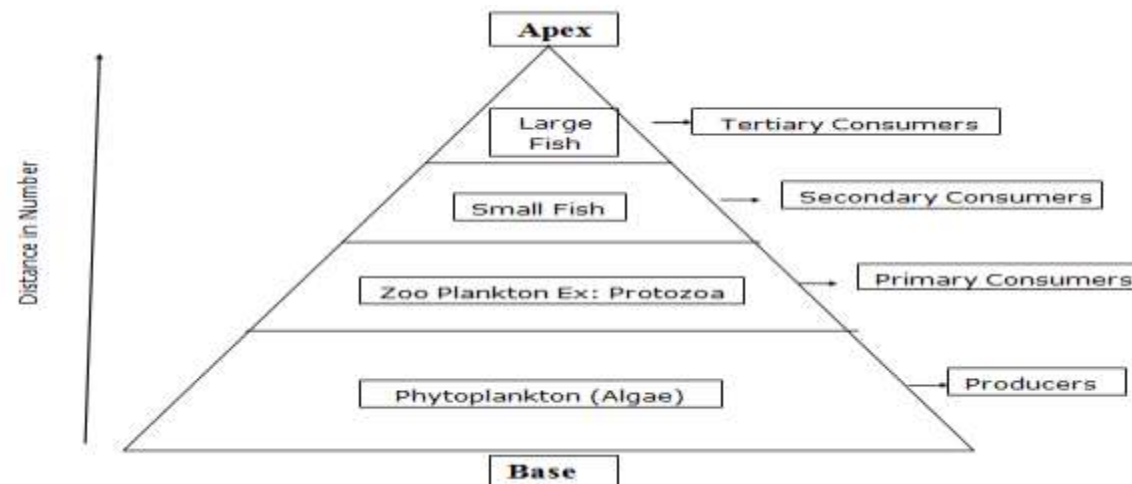 Apex
Large
Fish
Tertiary Consumers
Small Fish
Secondary Consumers
Zoo Plankton Ex: Protozoa
Primary Consumers
Phytoplankton (Algae)
Producers
Base
Distance in Number